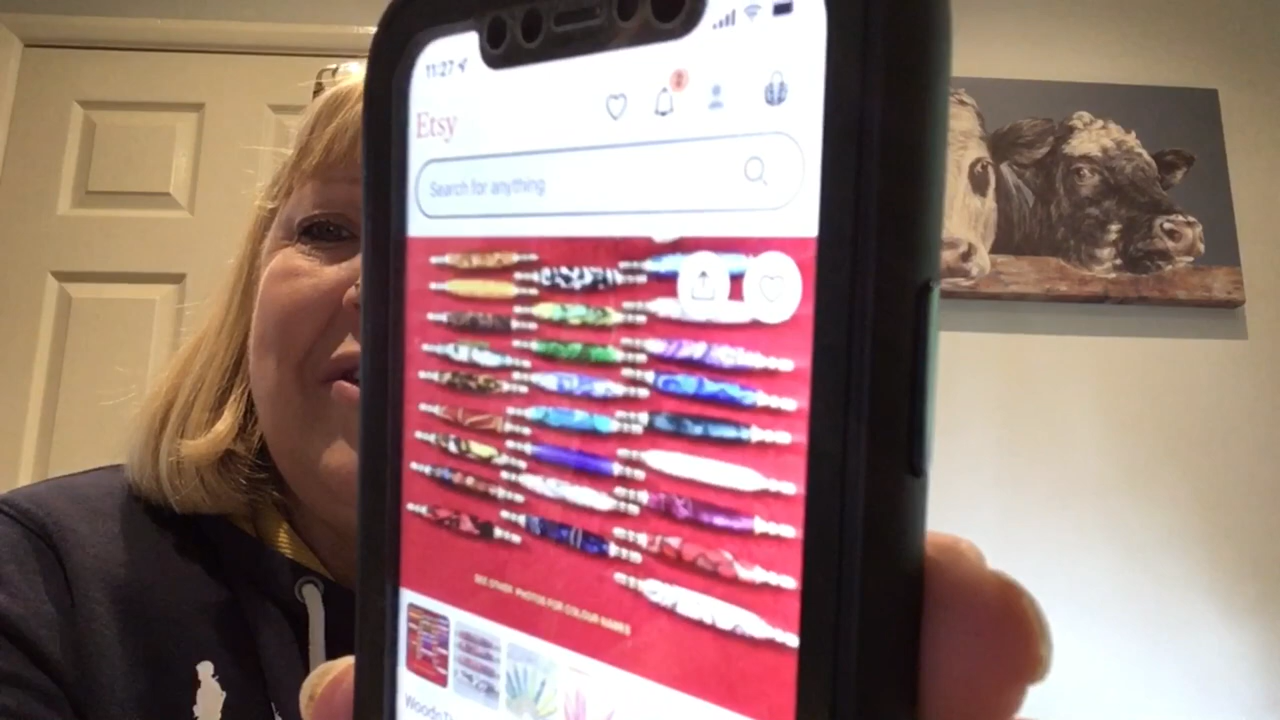 11:27
2
Etsy
Search for anything
SEE OTHER PHOTOS FOR COLOUR NAMES